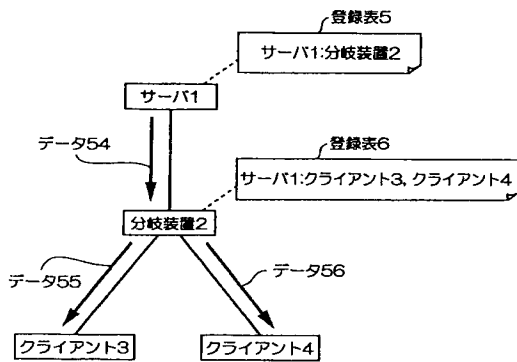 登録表5
サーバ1:分岐装置2
サーバ1
データ54
登録表6
サーバ1:クライアント3, クライアント4
分岐装置2
データ55
データ56
クライアント3
クライアント4